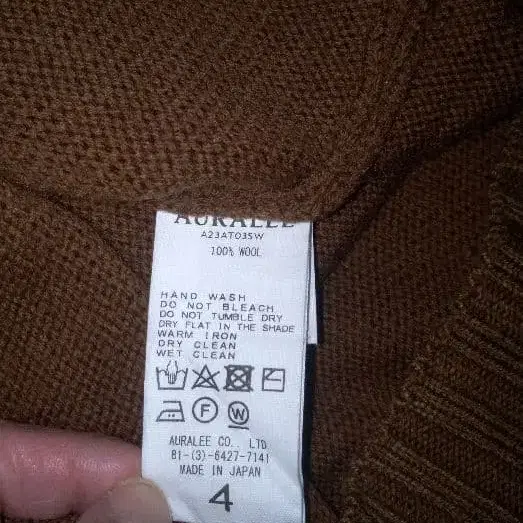 AURALEE
A23AT03SW
100% WOOL
HAND WASH
DO NOT BLEACH
DO NOT TUMBLE DRY
DRY FLAT IN THE SHADE
WARM IRON
DRY CLEAN
WET CLEAN
F W
AURALEE CO., LTD
81-(3)-6427-7141
MADE IN JAPAN
4